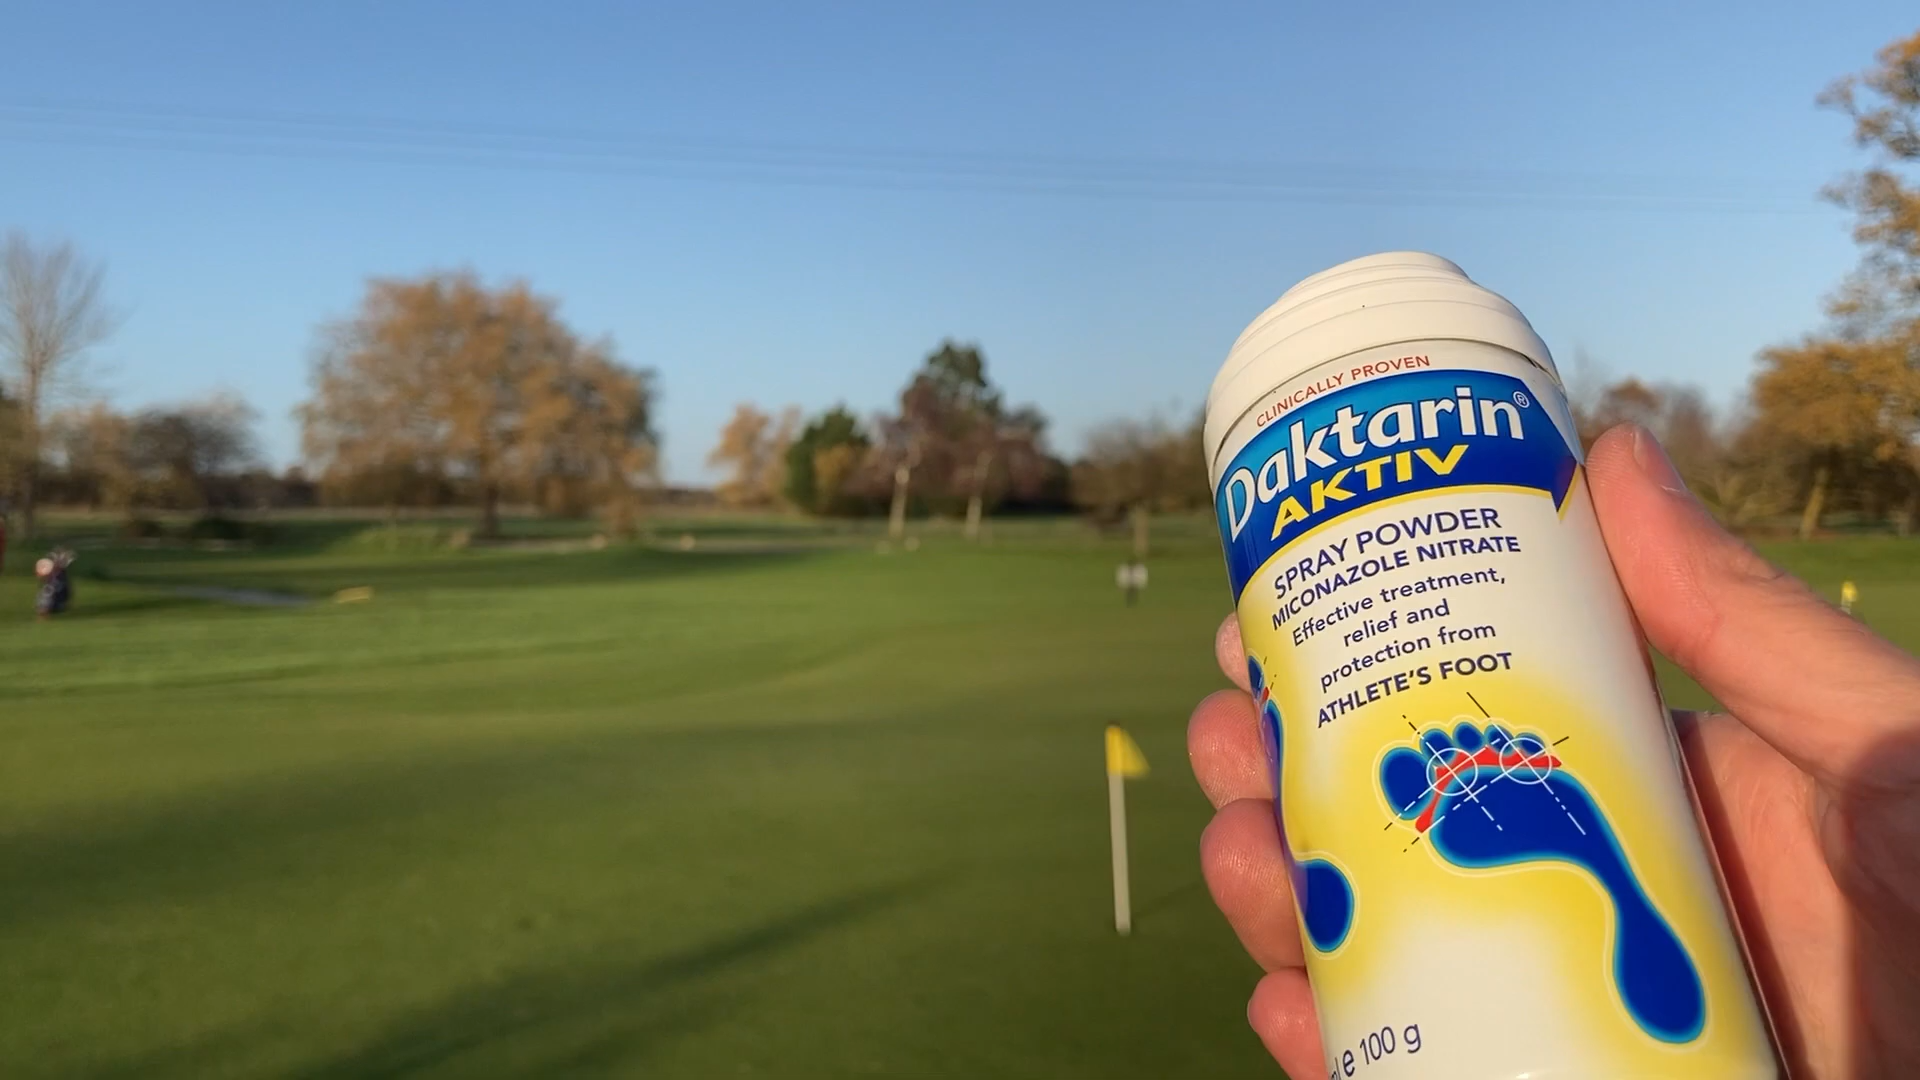 CLINICALLY PROVEN
Daktarin®
AKTIV
SPRAY POWDER
MICONAZOLE NITRATE
Effective treatment,
relief and
protection from
ATHLETE'S FOOT
e 100 g